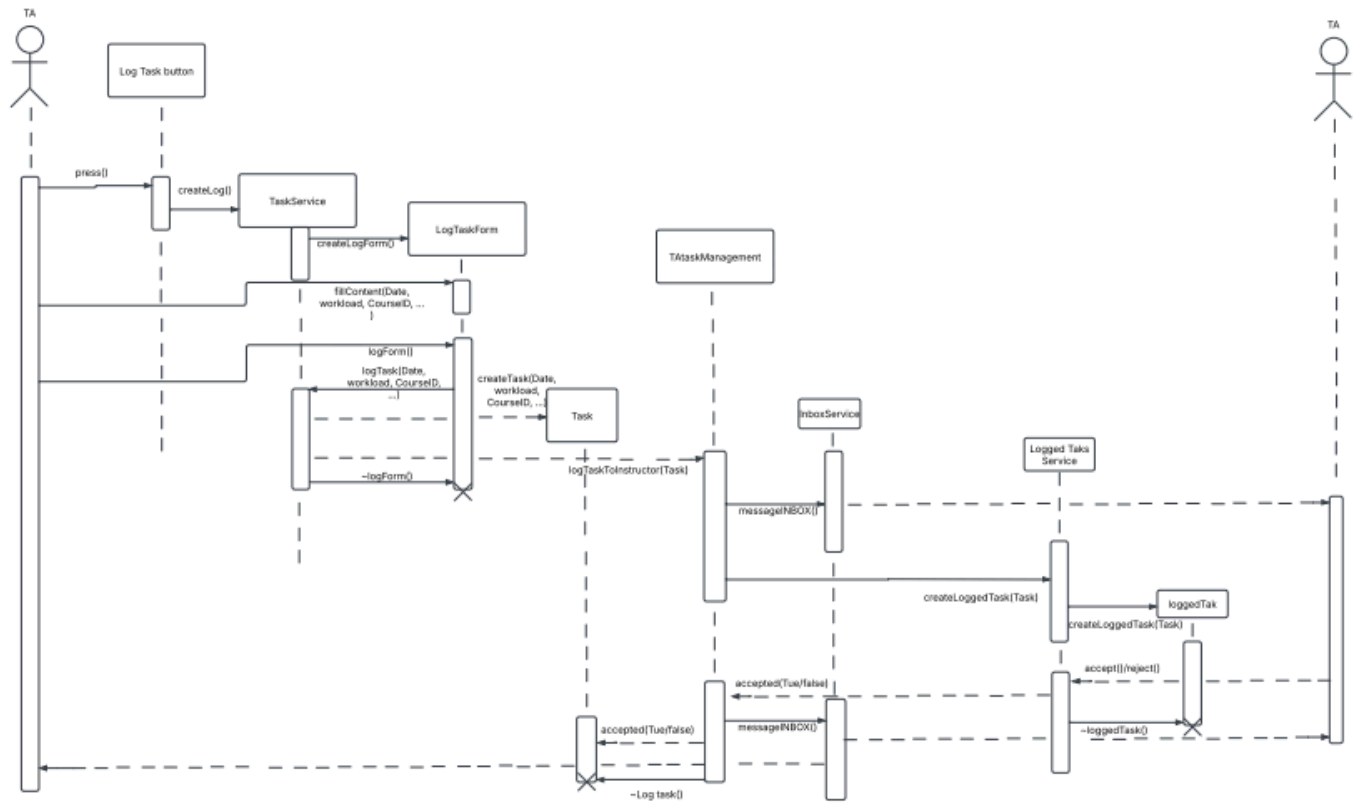 TA
TA
Log Task button
press()
createLog()
TaskService
LogTaskForm
createLogForm()
TAtaskManagement
fillContent(Date,
workload, CourseID, ...
)
logForm()
logTask(Date,
workload, CourseID,
...)
createTask(Date,
workload,
CourseID, ...)
Task
InboxService
Logged Taks
Service
logTaskToInstructor(Task)
~logForm()
messageINBOX()
createLoggedTask(Task)
loggedTak
createLoggedTask(Task)
accept()/reject()
accepted(Tue/false)
messageINBOX()
accepted(Tue/false)
~loggedTask()
~Log task()